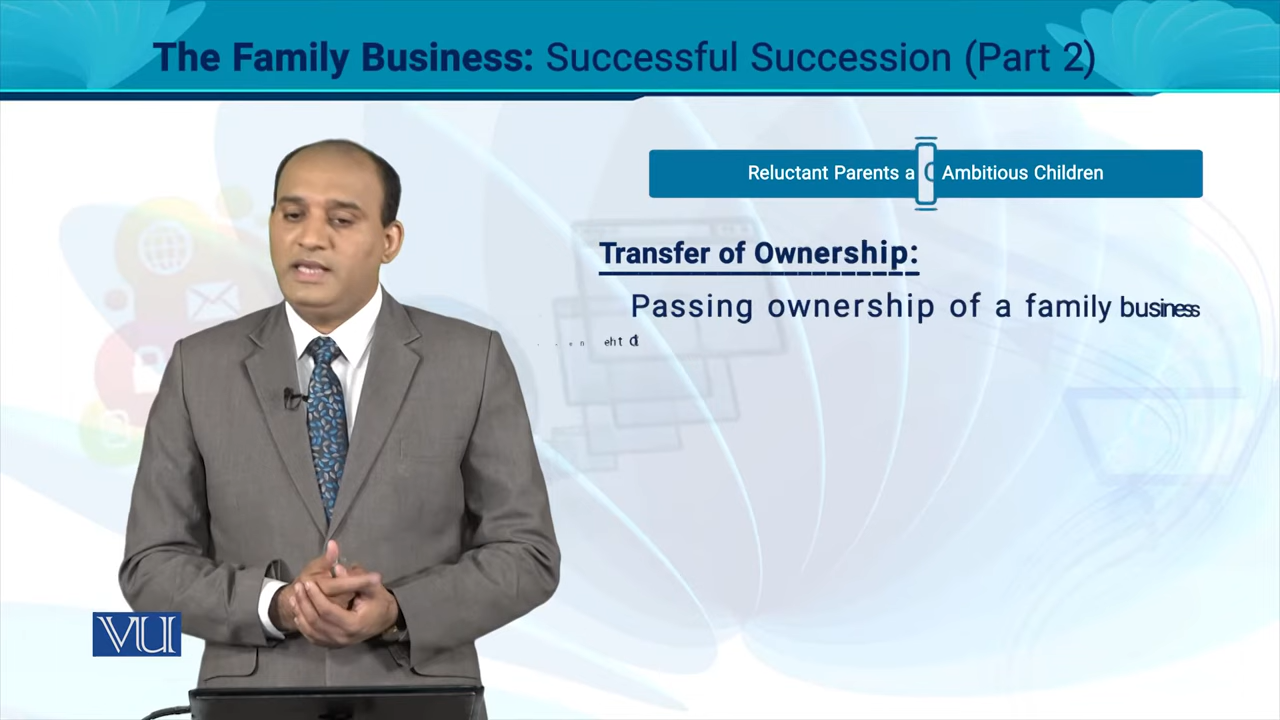 The Family Business: Successful Succession (Part 2)
Reluctant Parents a Ambitious Children
Transfer of Ownership:
Passing ownership of a family business
VU